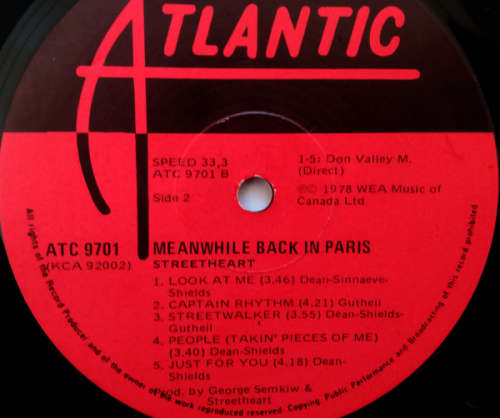 ATLANTIC
SPEED 33,3
ATC 9701 B
Side 2
1-5: Don Valley M.
(Direct)
℗© 1978 WEA Music of
Canada Ltd
ATC 9701
(KCA 92002)
MEANWHILE BACK IN PARIS
STREETHEART
1. LOOK AT ME (3.46) Dean-Sinnaeve-
Shields
2. CAPTAIN RHYTHM (4.21) Gutheil
3. STREETWALKER (3.55) Dean-Shields-
Gutheil
4. PEOPLE (TAKIN' PIECES OF ME)
(3.40) Dean-Shields
5. JUST FOR YOU (4.18) Dean-
Shields
Prod. by George Semkiw &
Streetheart
All rights of the Record Producer and of the owner of the work reproduced reserved. Copying, Public Performance and Broadcasting of this record prohibited